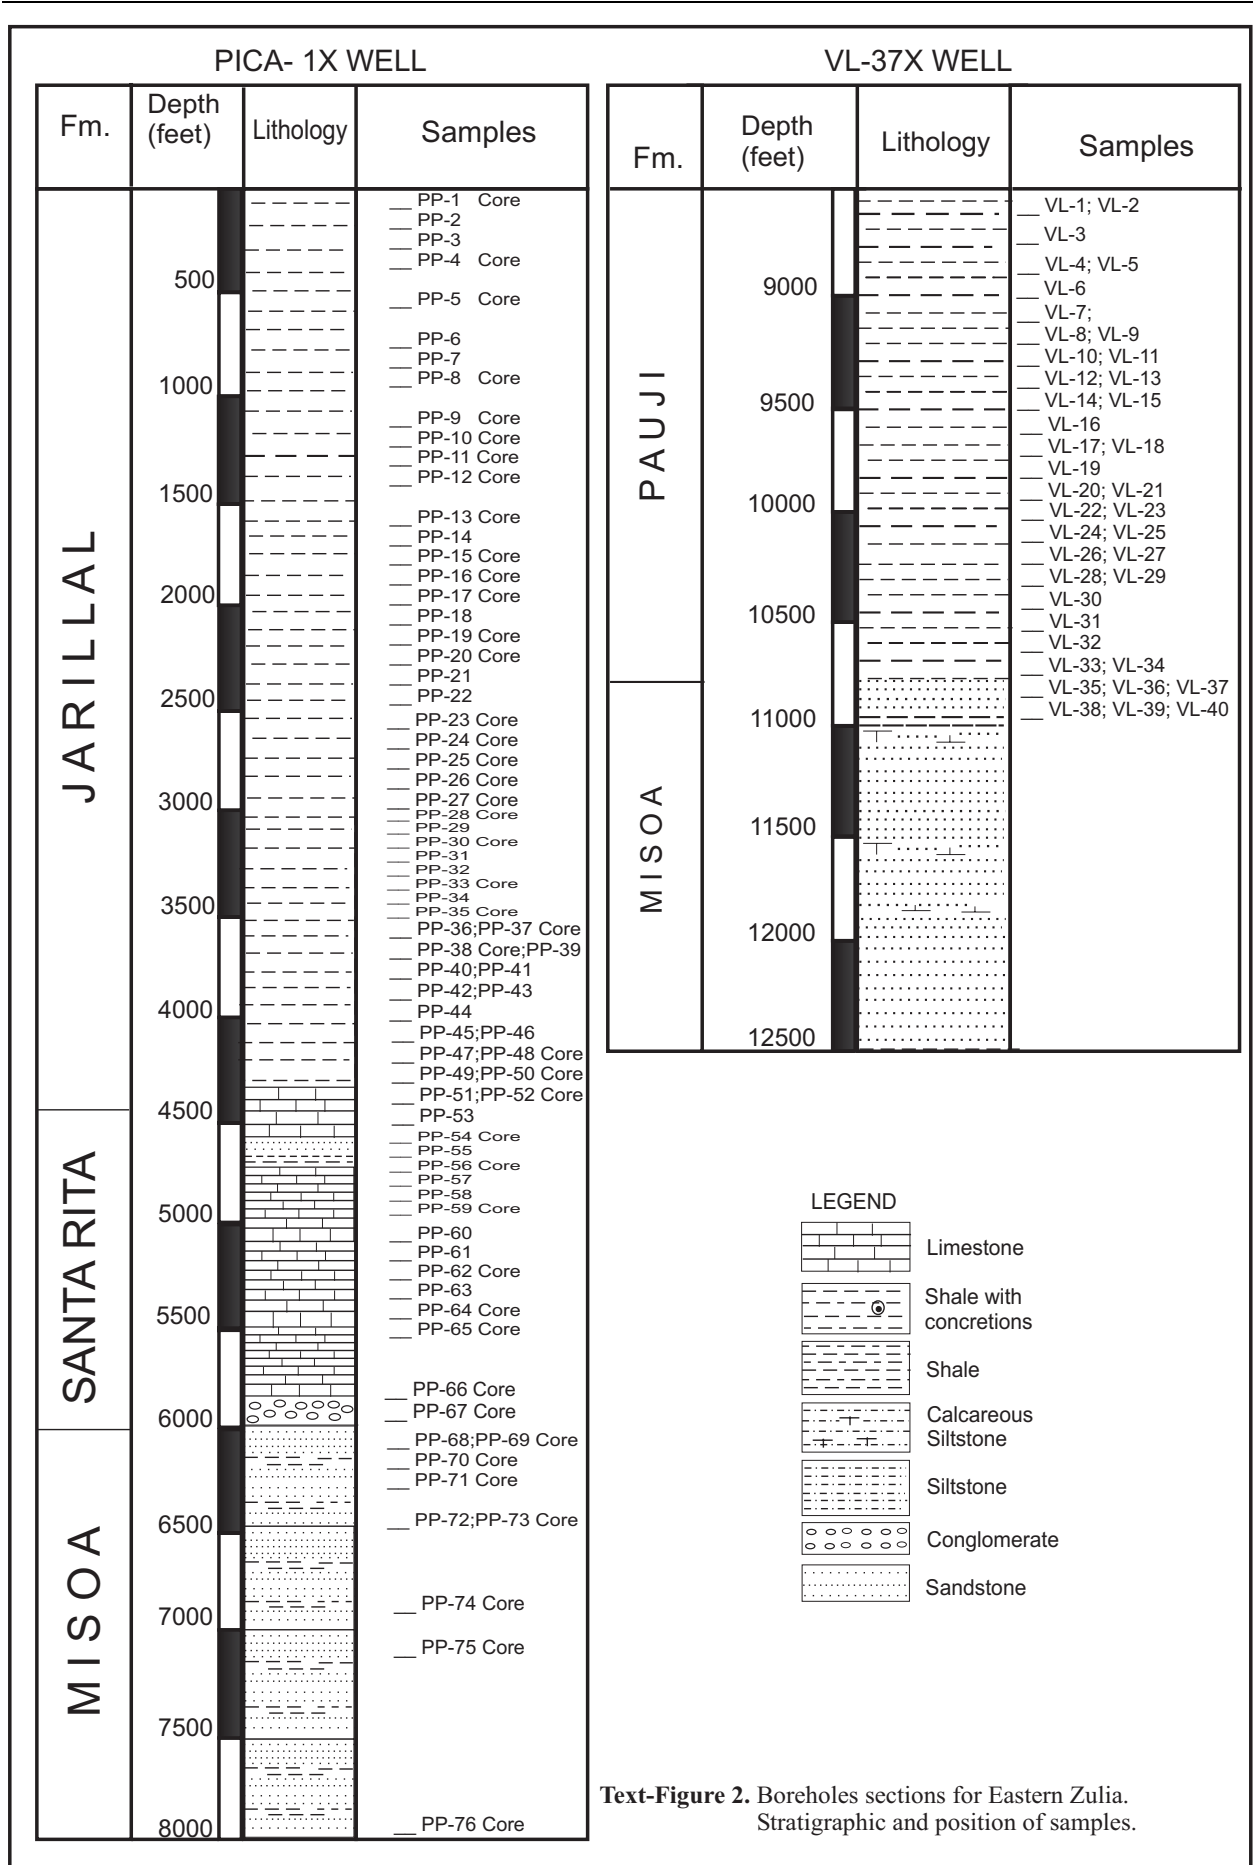 PICA- 1X WELL
Fm.
Depth
(feet)
Lithology
Samples
JARILLAL
SANTA RITA
MISOA
500
1000
1500
2000
2500
3000
3500
4000
4500
5000
5500
6000
6500
7000
7500
8000
PP-1 Core
PP-2
PP-3
PP-4 Core
PP-5 Core
PP-6
PP-7
PP-8 Core
PP-9 Core
PP-10 Core
PP-11 Core
PP-12 Core
PP-13 Core
PP-14
PP-15 Core
PP-16 Core
PP-17 Core
PP-18
PP-19 Core
PP-20 Core
PP-21
PP-22
PP-23 Core
PP-24 Core
PP-25 Core
PP-26 Core
PP-27 Core
PP-28 Core
PP-29
PP-30 Core
PP-31
PP-32
PP-33 Core
PP-34
PP-35 Core
PP-36;PP-37 Core
PP-38 Core;PP-39
PP-40;PP-41
PP-42;PP-43
PP-44
PP-45;PP-46
PP-47;PP-48 Core
PP-49;PP-50 Core
PP-51;PP-52 Core
PP-53
PP-54 Core
PP-55
PP-56 Core
PP-57
PP-58
PP-59 Core
PP-60
PP-61
PP-62 Core
PP-63
PP-64 Core
PP-65 Core
PP-66 Core
PP-67 Core
PP-68;PP-69 Core
PP-70 Core
PP-71 Core
PP-72;PP-73 Core
PP-74 Core
PP-75 Core
PP-76 Core
VL-37X WELL
Fm.
Depth
(feet)
Lithology
Samples
PAUJI
MISOA
9000
9500
10000
10500
11000
11500
12000
12500
VL-1; VL-2
VL-3
VL-4; VL-5
VL-6
VL-7;
VL-8; VL-9
VL-10; VL-11
VL-12; VL-13
VL-14; VL-15
VL-16
VL-17; VL-18
VL-19
VL-20; VL-21
VL-22; VL-23
VL-24; VL-25
VL-26; VL-27
VL-28; VL-29
VL-30
VL-31
VL-32
VL-33; VL-34
VL-35; VL-36; VL-37
VL-38; VL-39; VL-40
LEGEND
Limestone
Shale with
concretions
Shale
Calcareous
Siltstone
Siltstone
Conglomerate
Sandstone
Text-Figure 2. Boreholes sections for Eastern Zulia.
Stratigraphic and position of samples.